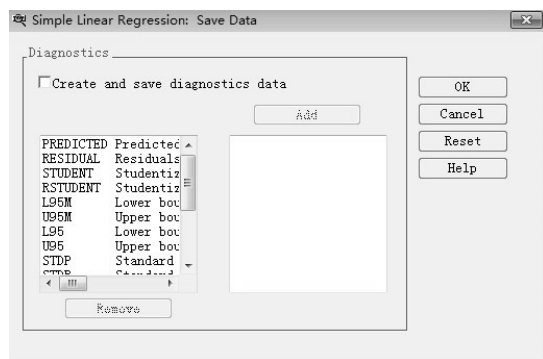 Simple Linear Regression: Save Data
Diagnostics
Create and save diagnostics data
Add
PREDICTED Predicted
RESIDUAL Residuals
STUDENT Studentiz
RSTUDENT Studentiz
L95M Lower bou
U95M Upper bou
L95 Lower bou
U95 Upper bou
STDP Standard
Remove
OK
Cancel
Reset
Help